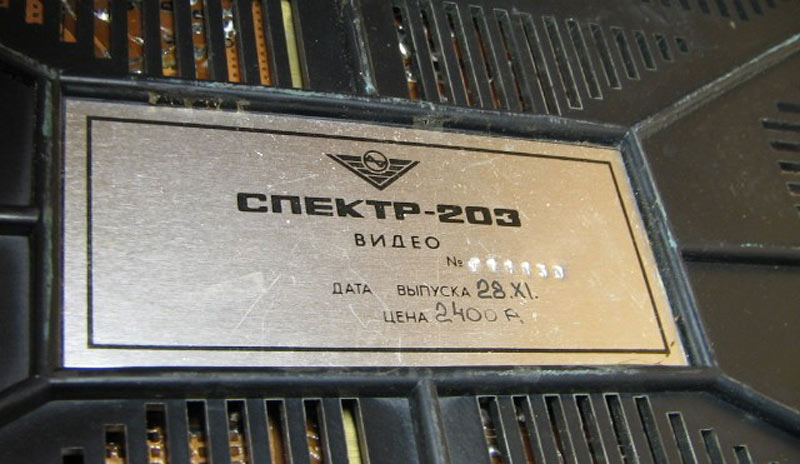 СПЕКТР-203
ВИДЕО
№
ДАТА ВЫПУСКА 28.XI.
ЦЕНА 2400 р.